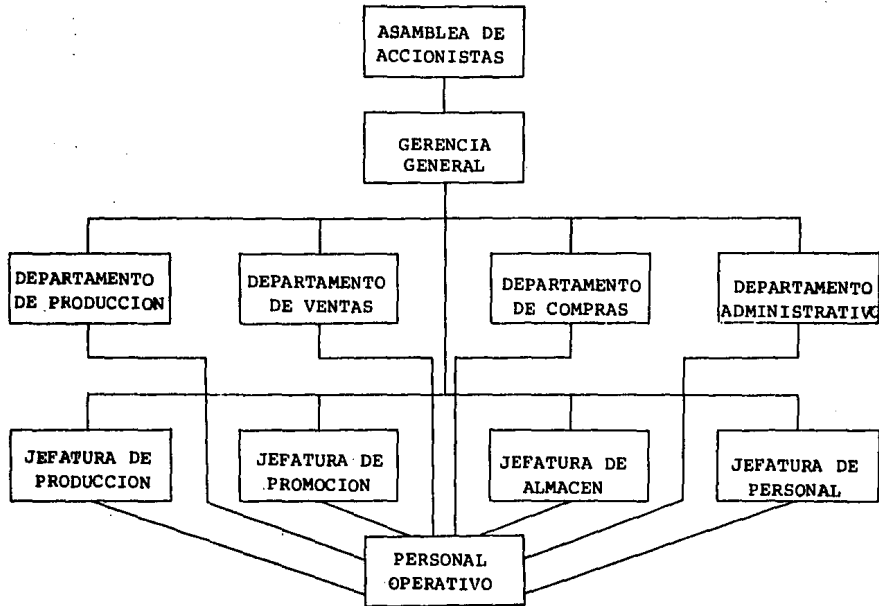 ASAMBLEA DE
ACCIONISTAS
GERENCIA
GENERAL
DEPARTAMENTO
DE PRODUCCION
DEPARTAMENTO
DE VENTAS
DEPARTAMENTO
DE COMPRAS
DEPARTAMENTO
ADMINISTRATIVO
JEFATURA DE
PRODUCCION
JEFATURA DE
PROMOCION
JEFATURA DE
ALMACEN
JEFATURA DE
PERSONAL
PERSONAL
OPERATIVO